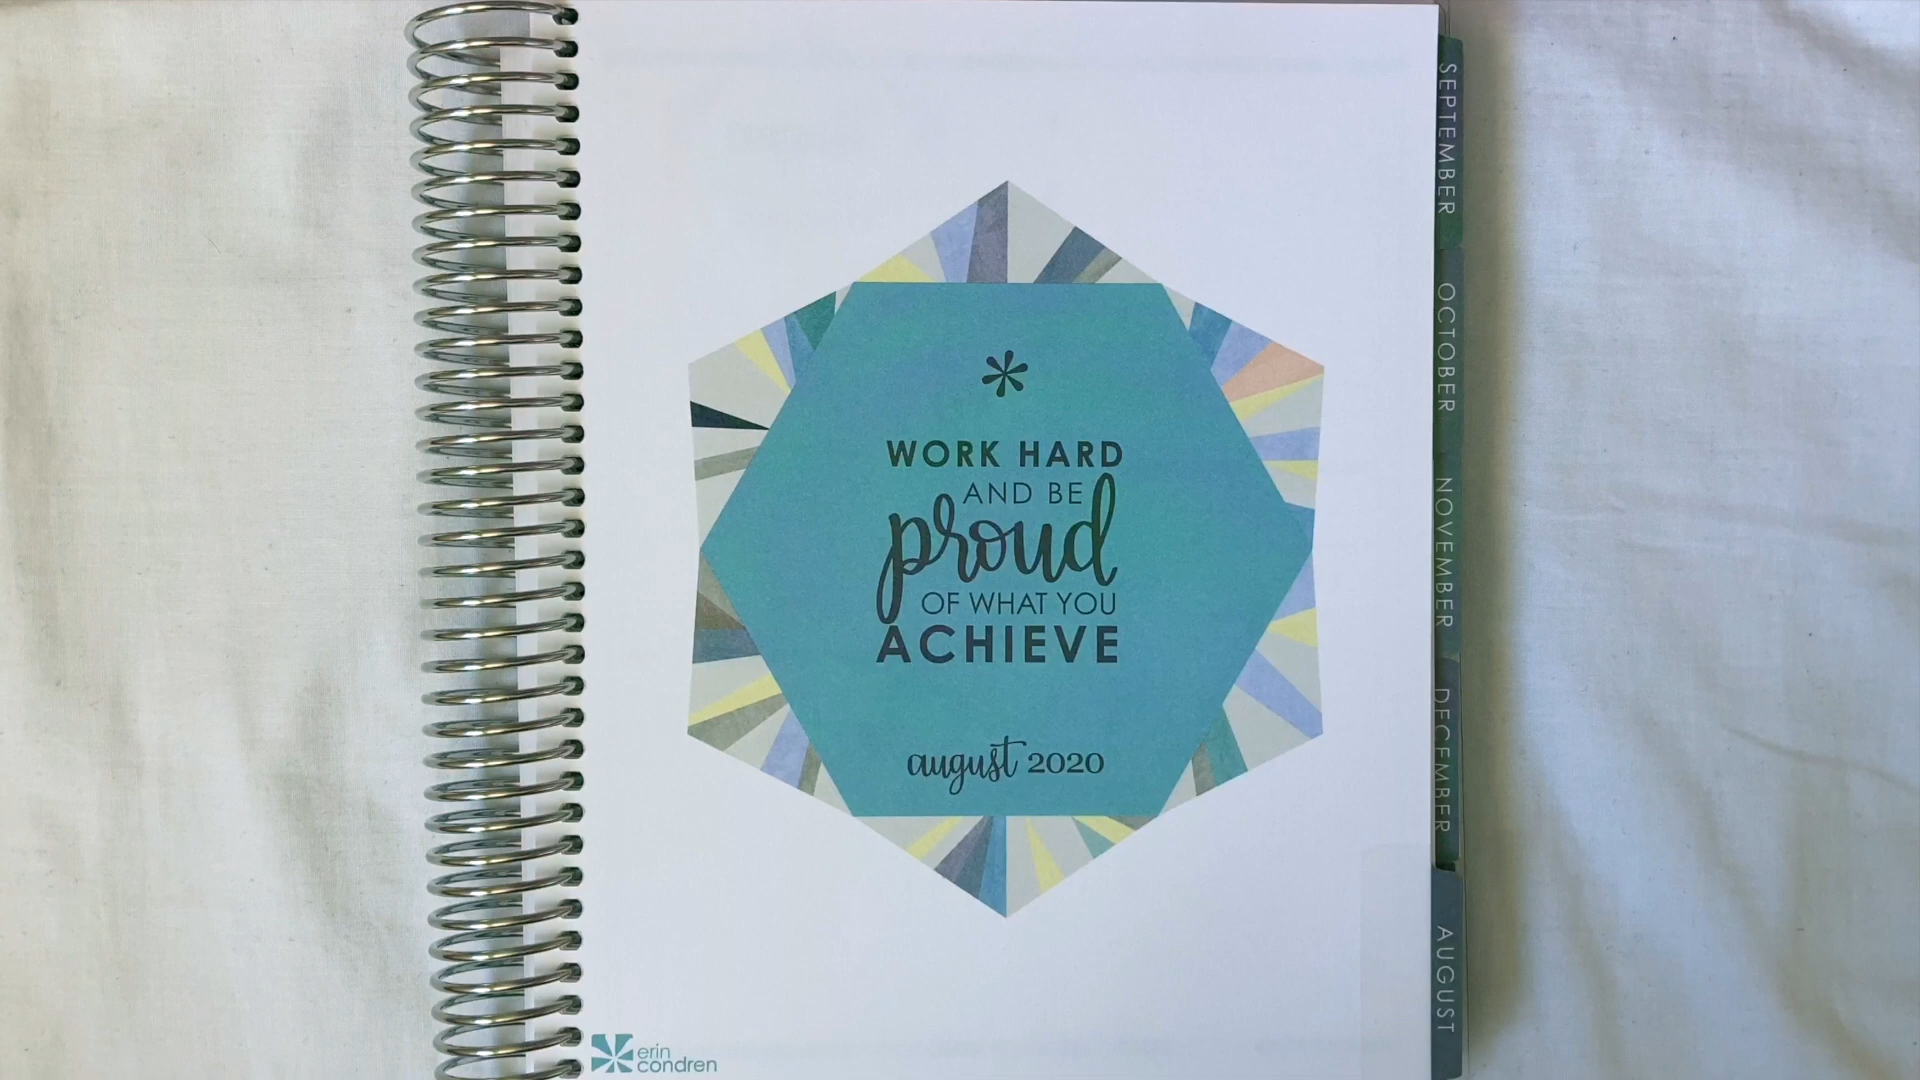 WORK HARD
AND BE
proud
OF WHAT YOU
ACHIEVE
august 2020
erin
condren
SEPTEMBER
OCTOBER
NOVEMBER
DECEMBER
AUGUST